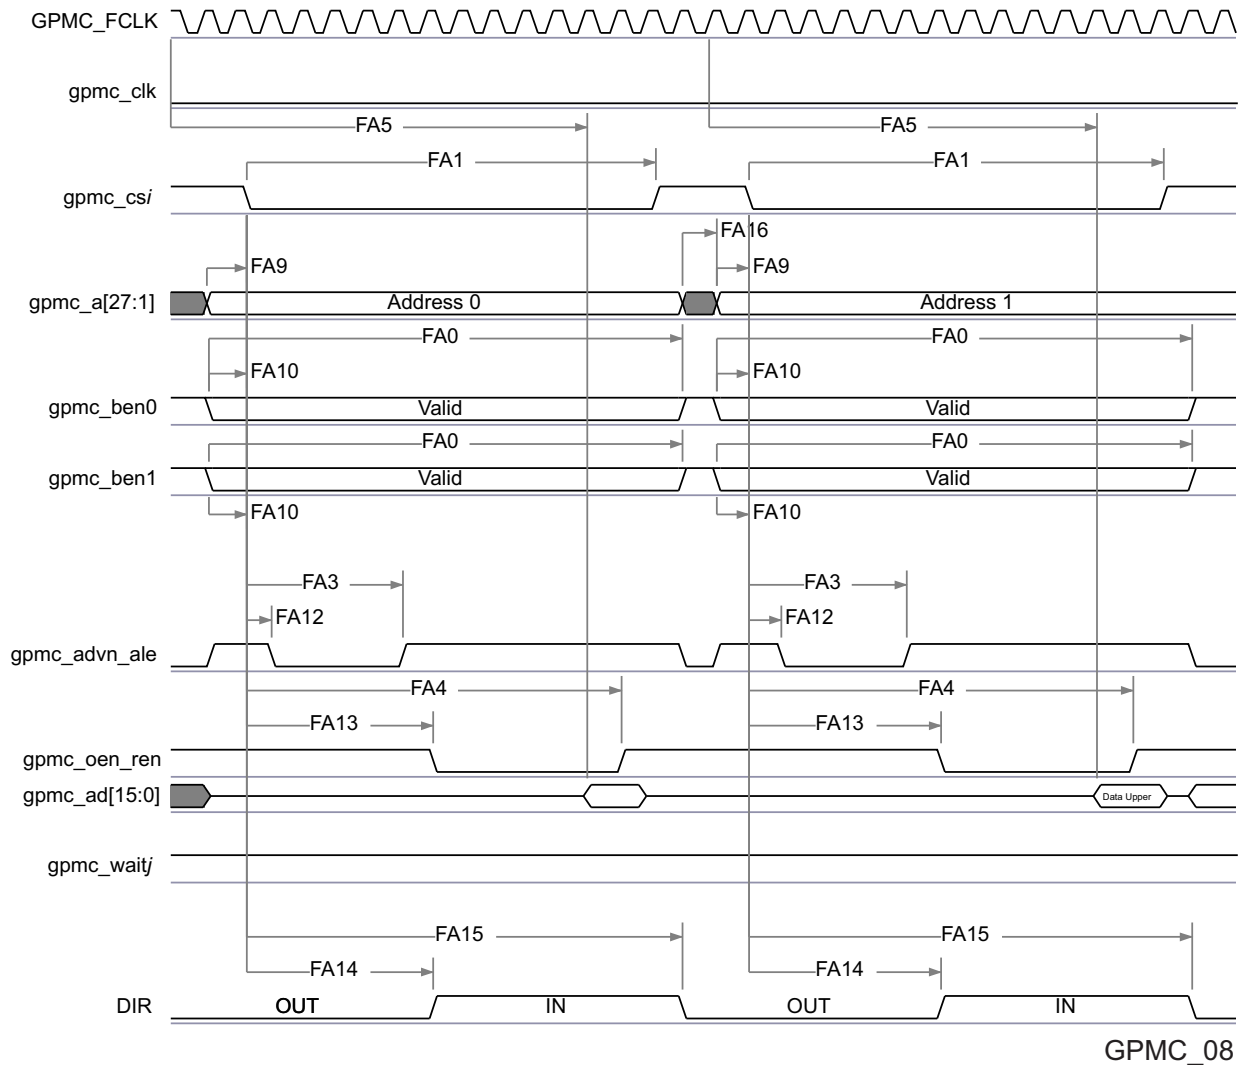 GPMC_FCLK
gpmc_clk
FA5 FA5
FA1 FA1
gpmc_csi
FA16
FA9 FA9
gpmc_a[27:1] Address 0 Address 1
FA0 FA0
FA10 FA10
gpmc_ben0 Valid Valid
FA0 FA0
gpmc_ben1 Valid Valid
FA10 FA10
FA3 FA3
FA12 FA12
gpmc_advn_ale
FA4 FA4
FA13 FA13
gpmc_oen_ren
gpmc_ad[15:0] Data Upper
gpmc_waitj
FA15 FA15
FA14 FA14
DIR OUT IN OUT IN
GPMC_08